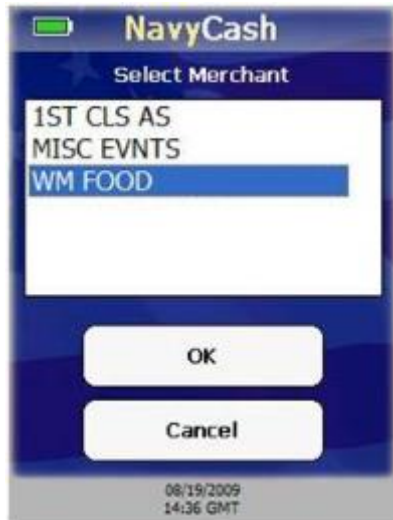 NavyCash
Select Merchant
1ST CLS AS
MISC EVNTS
WM FOOD
OK
Cancel
08/19/2009
14:36 GMT